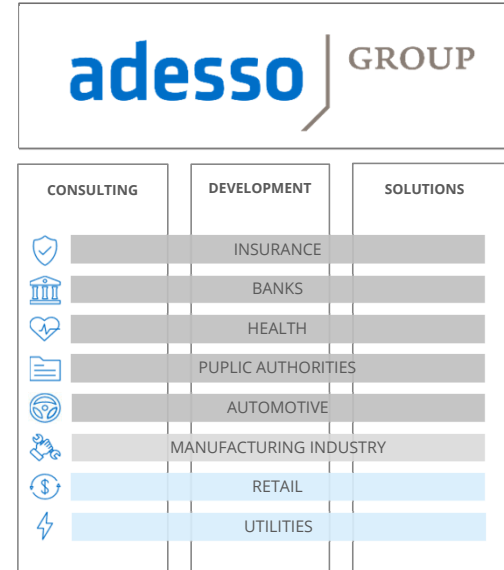 adesso GROUP
CONSULTING DEVELOPMENT SOLUTIONS
INSURANCE
BANKS
HEALTH
PUPLIC AUTHORITIES
AUTOMOTIVE
MANUFACTURING INDUSTRY
$ RETAIL
UTILITIES